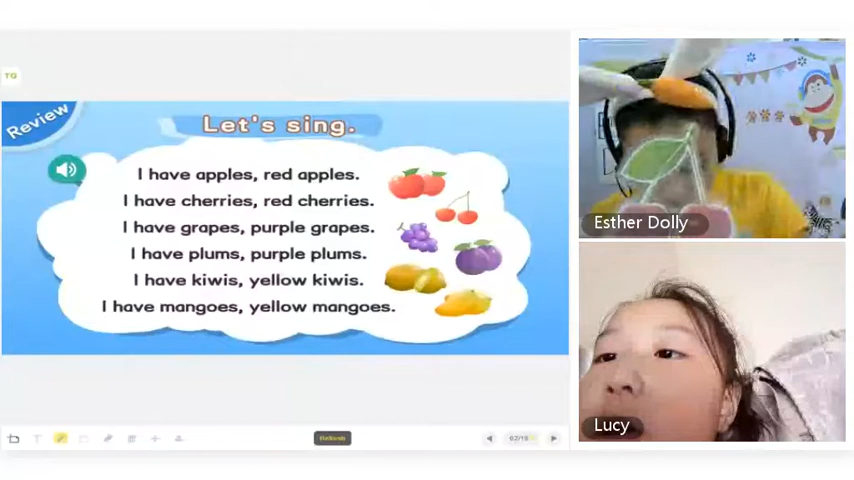 TQ
Review
Let's sing.
I have apples, red apples.
I have cherries, red cherries.
I have grapes, purple grapes.
I have plums, purple plums.
I have kiwis, yellow kiwis.
I have mangoes, yellow mangoes.
Esther Dolly
Lucy